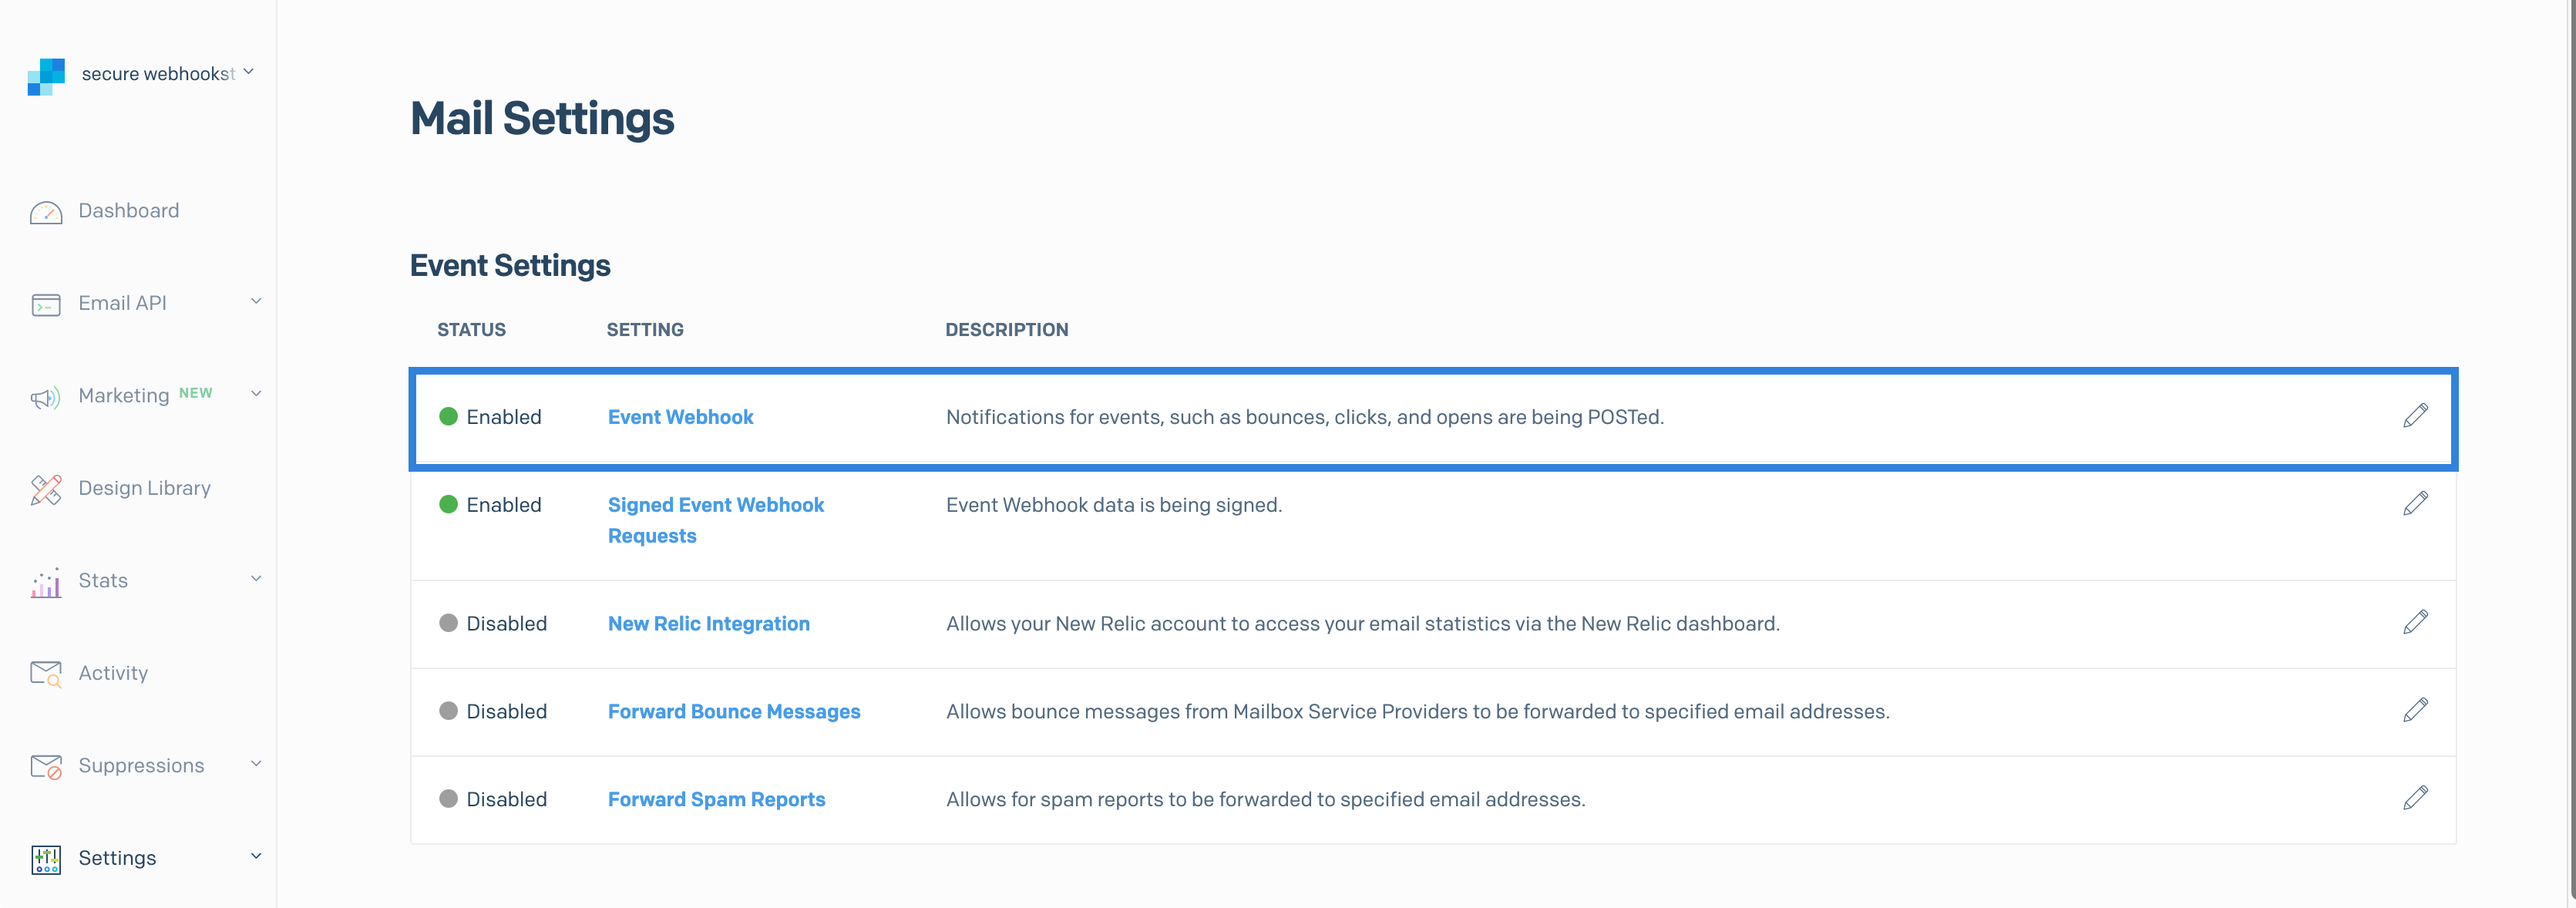 secure webhookst
Dashboard
Email API
Marketing NEW
Design Library
Stats
Activity
Suppressions
Settings
Mail Settings
Event Settings
STATUS SETTING DESCRIPTION
Enabled Event Webhook Notifications for events, such as bounces, clicks, and opens are being POSTed.
Enabled Signed Event Webhook Event Webhook data is being signed.
Requests
Disabled New Relic Integration Allows your New Relic account to access your email statistics via the New Relic dashboard.
Disabled Forward Bounce Messages Allows bounce messages from Mailbox Service Providers to be forwarded to specified email addresses.
Disabled Forward Spam Reports Allows for spam reports to be forwarded to specified email addresses.